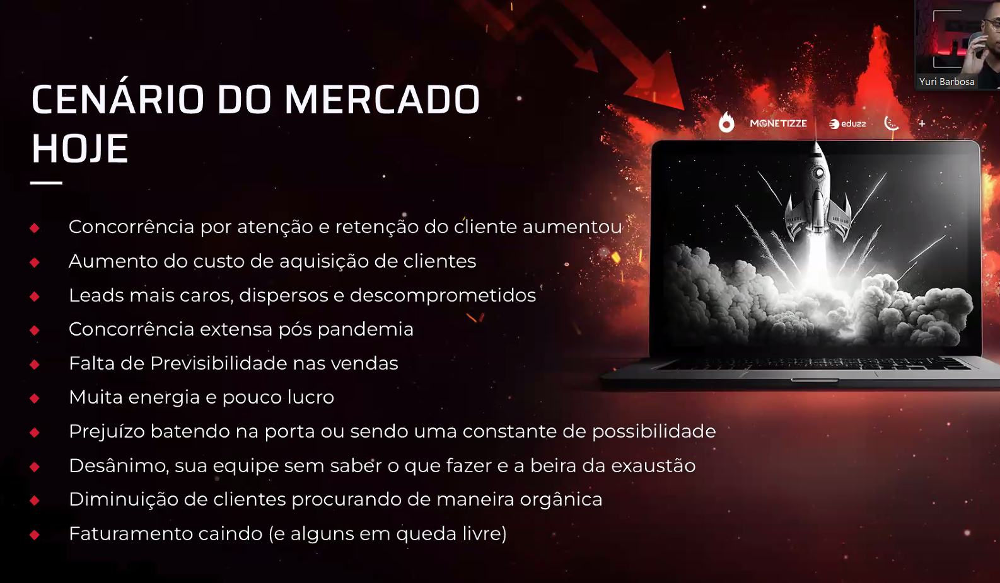 CENÁRIO DO MERCADO
HOJE
Concorrência por atenção e retenção do cliente aumentou
Aumento do custo de aquisição de clientes
Leads mais caros, dispersos e descomprometidos
Concorrência extensa pós pandemia
Falta de Previsibilidade nas vendas
Muita energia e pouco lucro
Prejuízo batendo na porta ou sendo uma constante de possibilidade
Desânimo, sua equipe sem saber o que fazer e a beira da exaustão
Diminuição de clientes procurando de maneira orgânica
Faturamento caindo (e alguns em queda livre)
Yuri Barbosa
MONETIZZE eduzz +